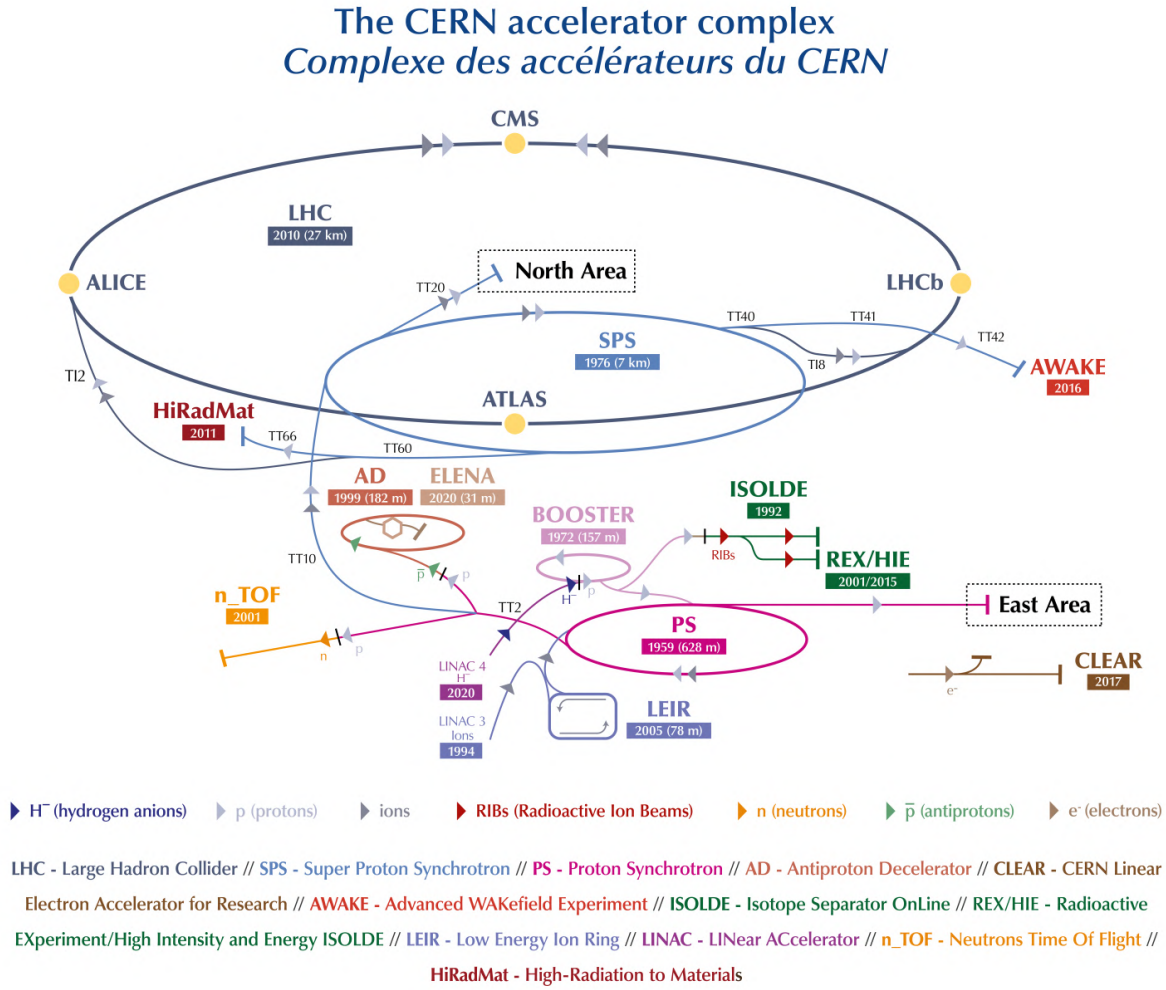 The CERN accelerator complex
Complexe des accélérateurs du CERN
CMS
LHC
2010 (27 km)
ALICE
North Area
LHCb
TT20
TT40
TT41
SPS
1976 (7 km)
TT42
TI8
AWAKE
2016
TI2
ATLAS
HiRadMat
2011
TT66
TT60
AD
1999 (182 m)
ELENA
2020 (31 m)
ISOLDE
1992
BOOSTER
1972 (157 m)
RIBs
REX/HIE
2001/2015
TT10
p̅
p
H⁻
p
n_TOF
2001
TT2
East Area
PS
1959 (628 m)
n
p
LINAC 4
H⁻
2020
CLEAR
2017
e⁻
LINAC 3
Ions
1994
LEIR
2005 (78 m)
H⁻ (hydrogen anions)
p (protons)
ions
RIBs (Radioactive Ion Beams)
n (neutrons)
p̅ (antiprotons)
e⁻ (electrons)
LHC - Large Hadron Collider // SPS - Super Proton Synchrotron // PS - Proton Synchrotron // AD - Antiproton Decelerator // CLEAR - CERN Linear
Electron Accelerator for Research // AWAKE - Advanced WAKefield Experiment // ISOLDE - Isotope Separator OnLine // REX/HIE - Radioactive
EXperiment/High Intensity and Energy ISOLDE // LEIR - Low Energy Ion Ring // LINAC - LINear ACcelerator // n_TOF - Neutrons Time Of Flight //
HiRadMat - High-Radiation to Materials